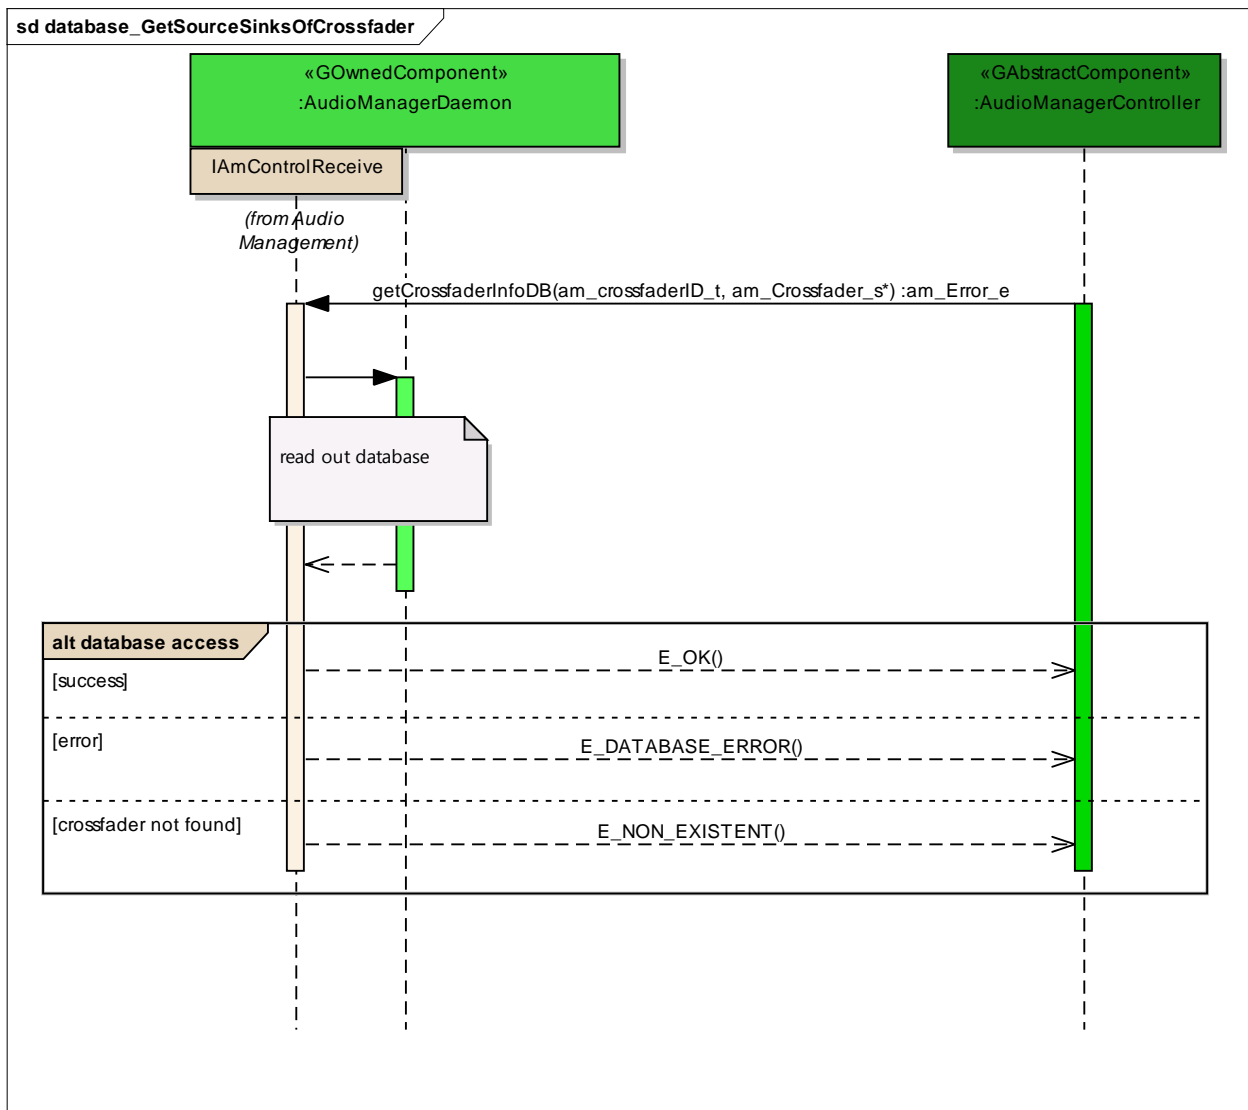 sd database_GetSourceSinksOfCrossfader
«GOwnedComponent»
:AudioManagerDaemon
«GAbstractComponent»
:AudioManagerController
IAmControlReceive
(from Audio
Management)
getCrossfaderInfoDB(am_crossfaderID_t, am_Crossfader_s*) :am_Error_e
read out database
alt database access
E_OK()
[success]
[error]
E_DATABASE_ERROR()
[crossfader not found]
E_NON_EXISTENT()